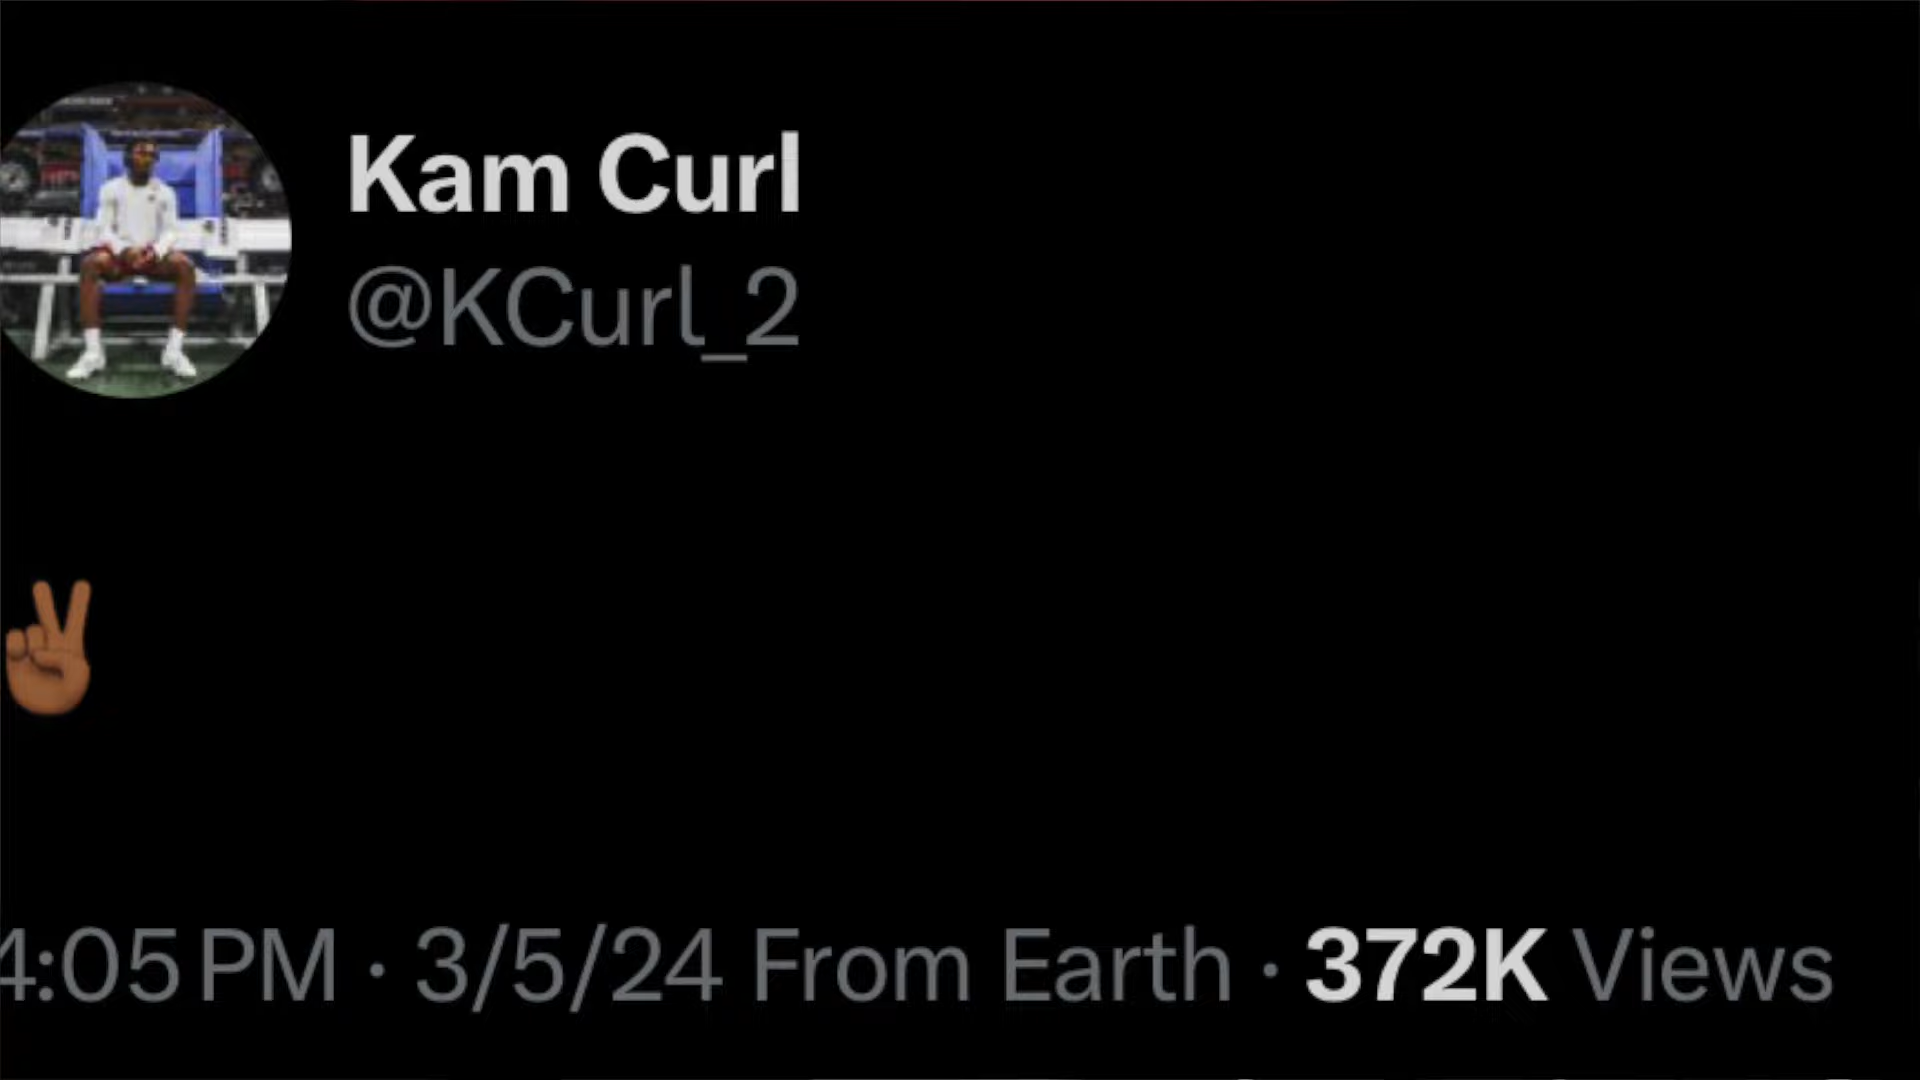 Kam Curl
@KCurl_2
✌🏾
4:05 PM · 3/5/24 From Earth · 372K Views